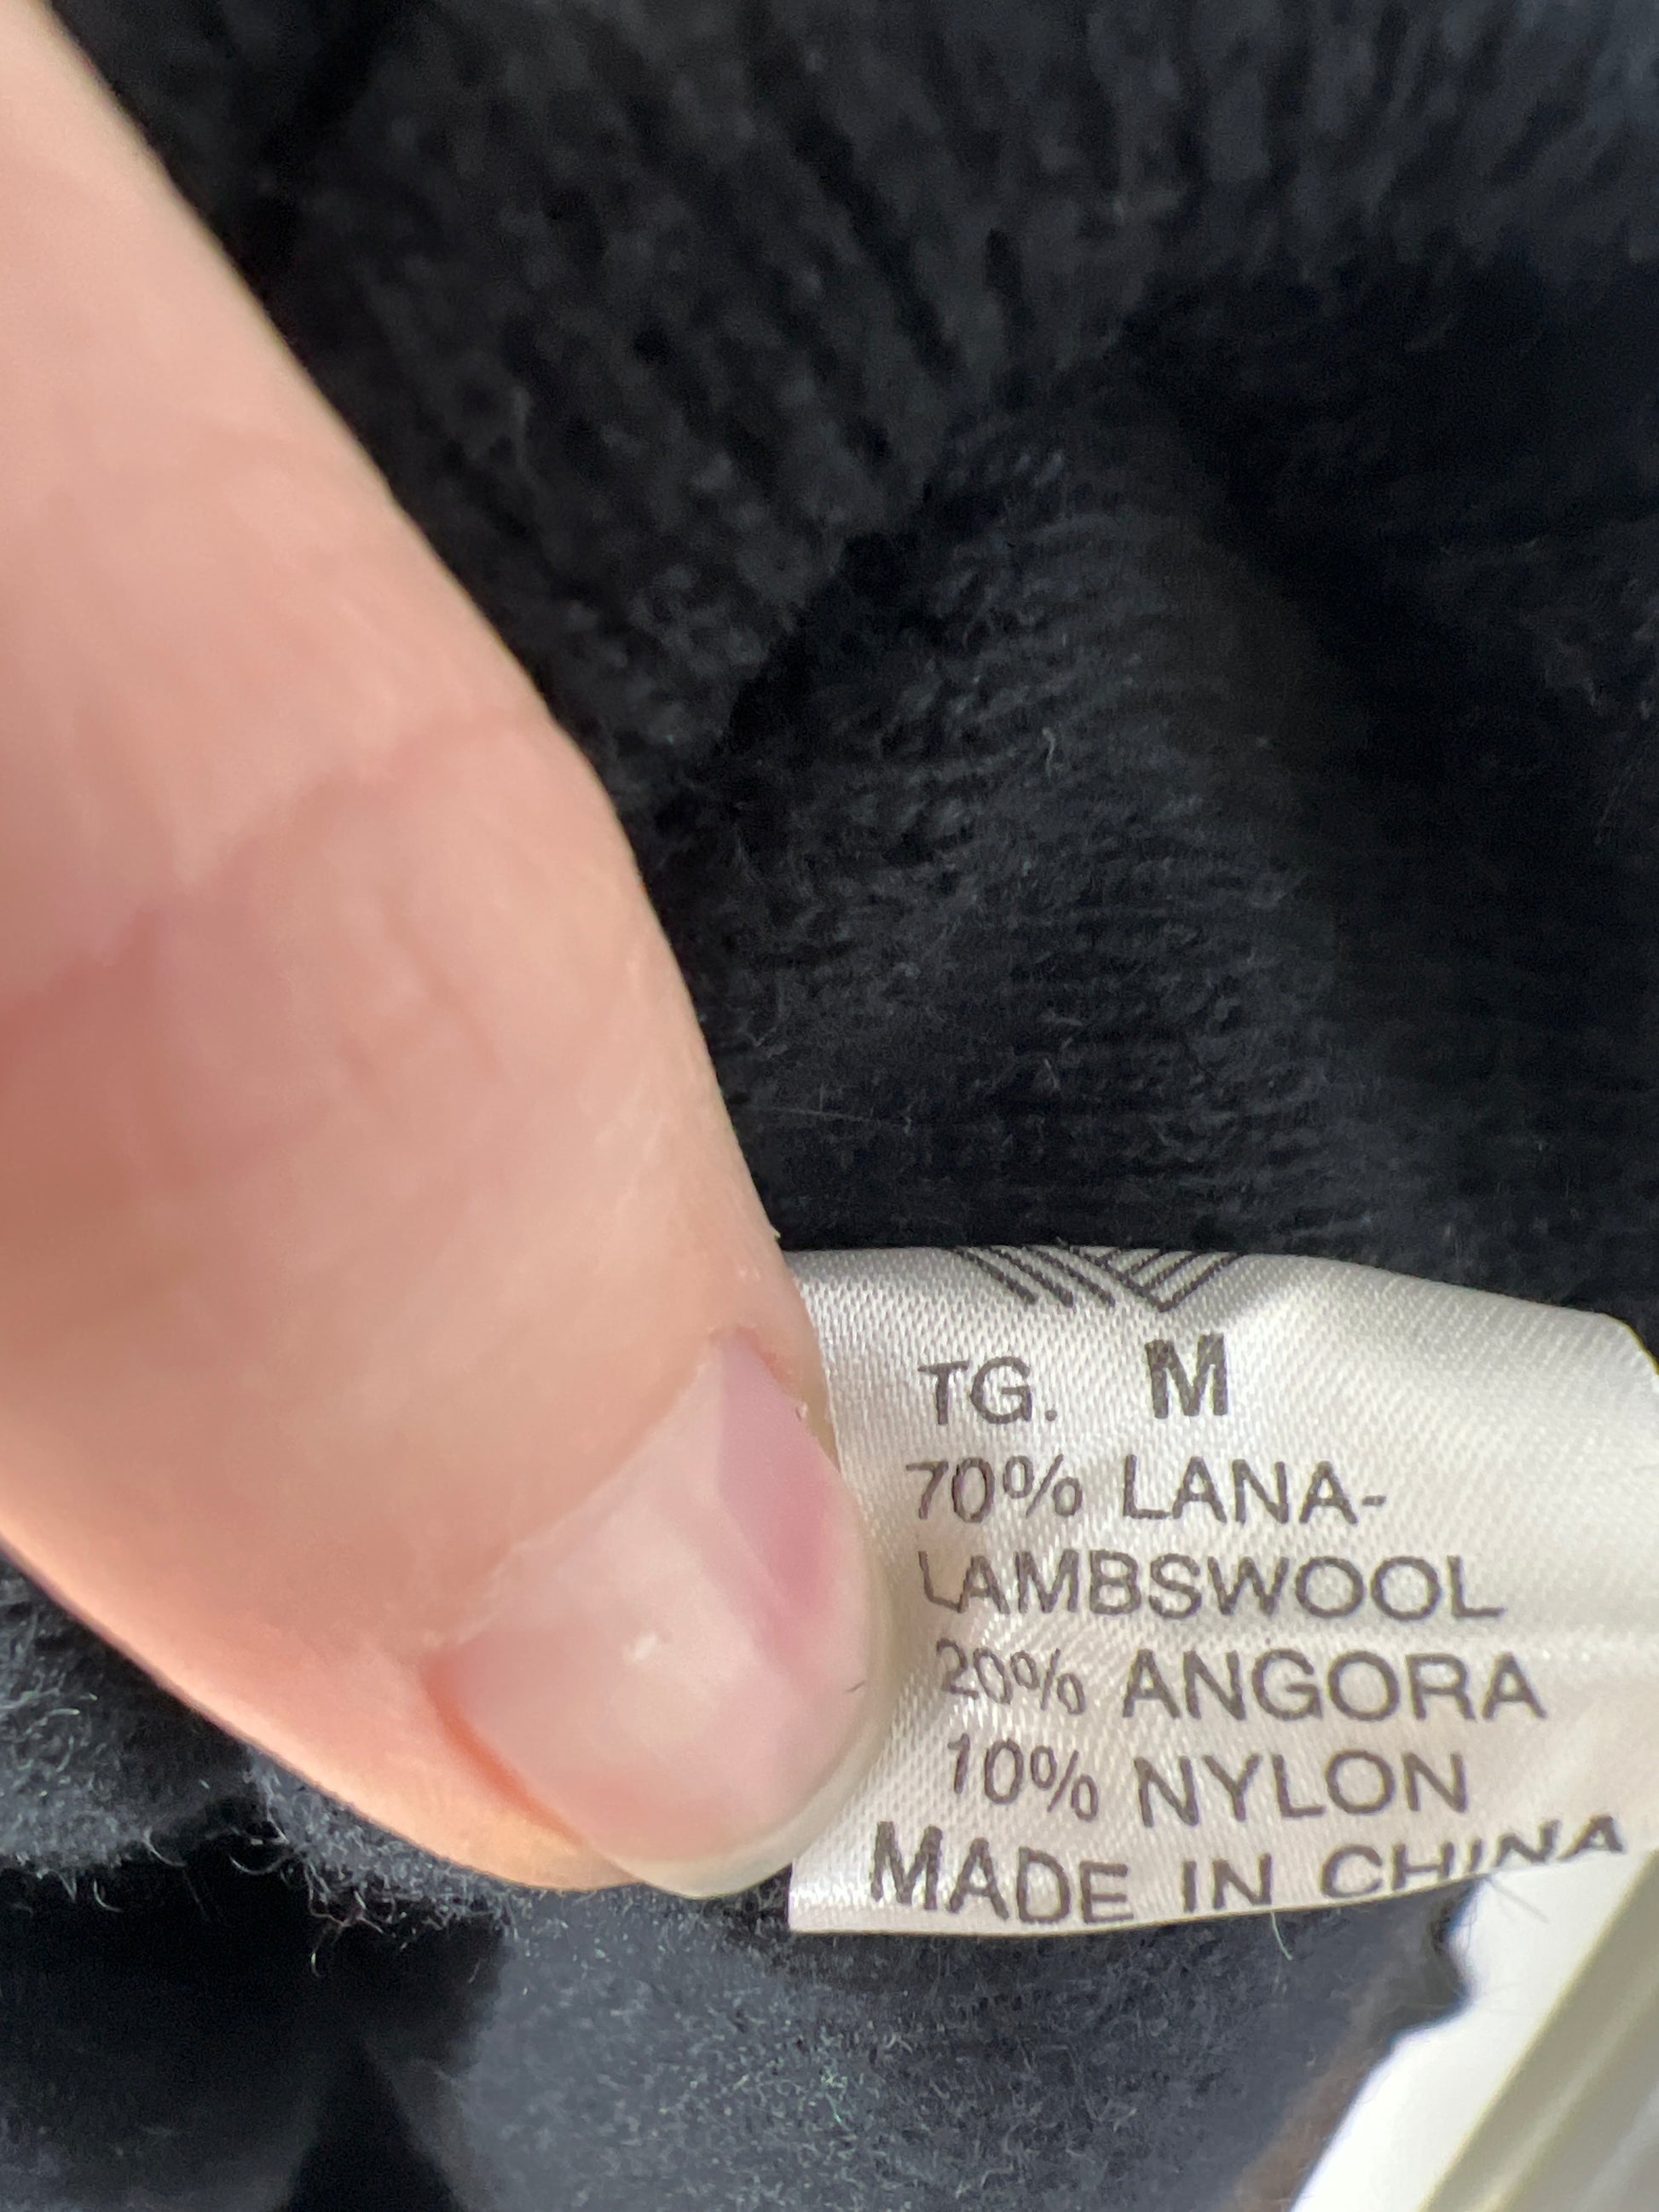 TG. M
70% LANA-
LAMBSWOOL
20% ANGORA
10% NYLON
MADE IN CHINA